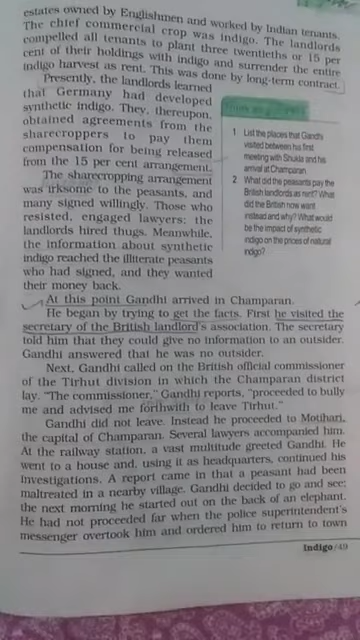 estates owned by Englishmen and worked by Indian tenants.
The chief commercial crop was indigo. The landlords
compelled all tenants to plant three twentieths or 15 per
cent of their holdings with indigo and surrender the entire
indigo harvest as rent. This was done by long-term contract.
Presently, the landlords learned
that Germany had developed
synthetic indigo. They, thereupon,
obtained agreements from the
sharecroppers to pay them
compensation for being released
from the 15 per cent arrangement.
The sharecropping arrangement
was irksome to the peasants, and
many signed willingly. Those who
resisted, engaged lawyers; the
landlords hired thugs. Meanwhile,
the information about synthetic
indigo reached the illiterate peasants
who had signed, and they wanted
their money back.
1 List the places that Gandhi
visited between his first
meeting with Shukla and his
arrival at Champaran.
2 What did the peasants pay the
British landlords as rent? What
did the British now want
instead and why? What would
be the impact of synthetic
indigo on the prices of natural
indigo?
At this point Gandhi arrived in Champaran.
He began by trying to get the facts. First he visited the
secretary of the British landlord's association. The secretary
told him that they could give no information to an outsider.
Gandhi answered that he was no outsider.
Next, Gandhi called on the British official commissioner
of the Tirhut division in which the Champaran district
lay. "The commissioner," Gandhi reports, "proceeded to bully
me and advised me forthwith to leave Tirhut."
Gandhi did not leave. Instead he proceeded to Motihari,
the capital of Champaran. Several lawyers accompanied him.
At the railway station, a vast multitude greeted Gandhi. He
went to a house and, using it as headquarters, continued his
investigations. A report came in that a peasant had been
maltreated in a nearby village. Gandhi decided to go and see;
the next morning he started out on the back of an elephant.
He had not proceeded far when the police superintendent's
messenger overtook him and ordered him to return to town
Indigo/49